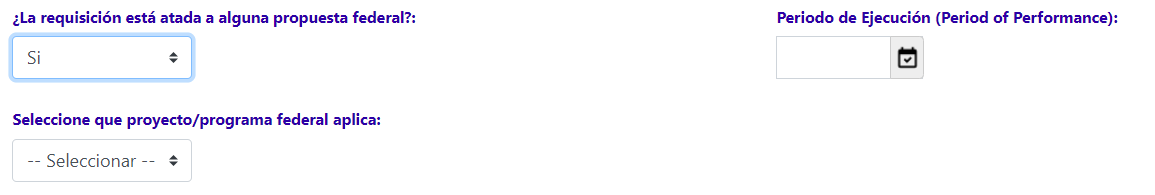 ¿La requisición está atada a alguna propuesta federal?:
Periodo de Ejecución (Period of Performance):
Si
Seleccione que proyecto/programa federal aplica:
-- Seleccionar --